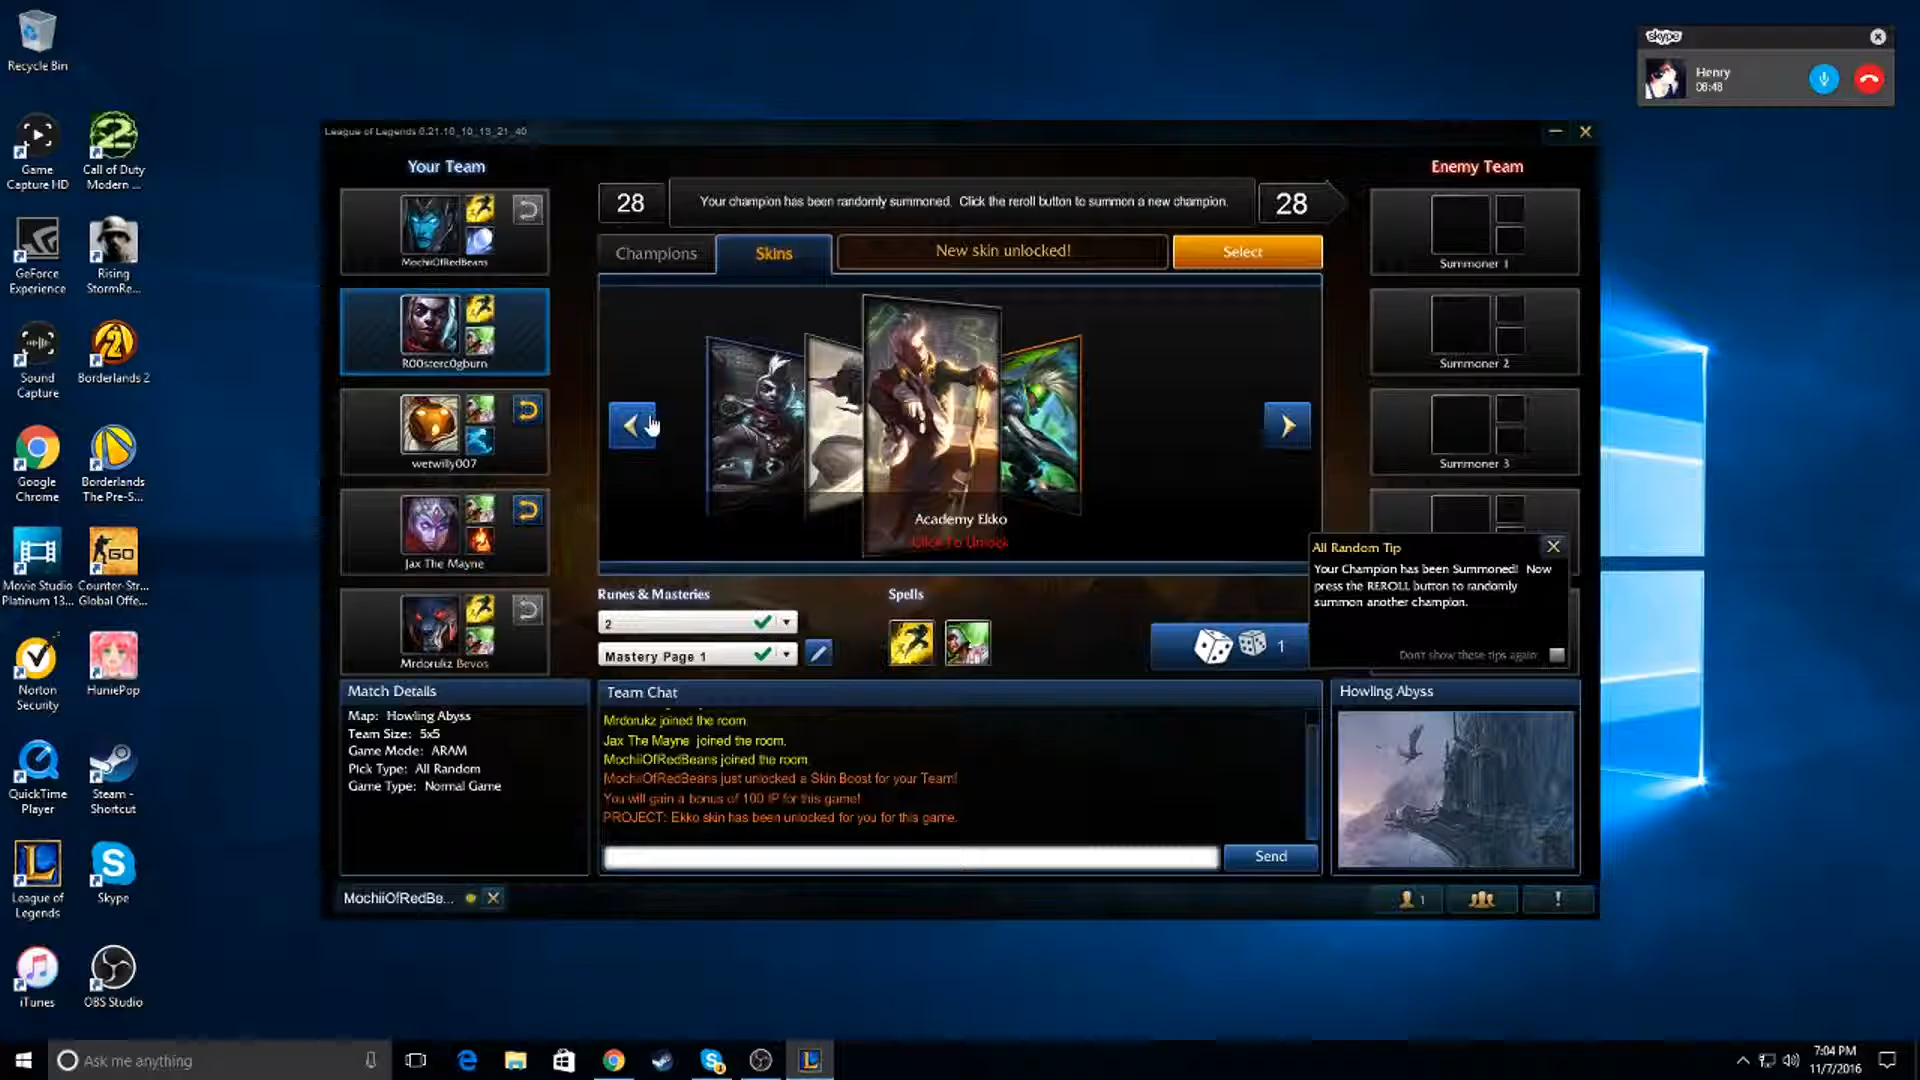 Recycle Bin
Game
Capture HD
Call of Duty
Modern ...
GeForce
Experience
Rising
StormRe...
Sound
Capture
Borderlands 2
Google
Chrome
Borderlands
The Pre-S...
Movie Studio
Platinum 13...
Counter-Str...
Global Offe...
Norton
Security
HuniePop
QuickTime
Player
Steam -
Shortcut
League of
Legends
Skype
iTunes
OBS Studio
skype
Henry
08:48
League of Legends 6.21.16_10_13_21_40
Your Team
MochiiOfRedBeans
R00sterc0gburn
wetwilly007
Jax The Mayne
Mrdorukz Bevos
28
Your champion has been randomly summoned. Click the reroll button to summon a new champion.
28
Champions
Skins
New skin unlocked!
Select
Academy Ekko
Click To Unlock
Enemy Team
Summoner 1
Summoner 2
Summoner 3
All Random Tip
Your Champion has been Summoned! Now
press the REROLL button to randomly
summon another champion.
Don't show these tips again
Runes & Masteries
2
Mastery Page 1
Spells
1
Match Details
Map: Howling Abyss
Team Size: 5x5
Game Mode: ARAM
Pick Type: All Random
Game Type: Normal Game
Team Chat
Mrdorukz joined the room.
Jax The Mayne joined the room.
MochiiOfRedBeans joined the room.
MochiiOfRedBeans just unlocked a Skin Boost for your Team!
You will gain a bonus of 100 IP for this game!
PROJECT: Ekko skin has been unlocked for you for this game.
Send
Howling Abyss
MochiiOfRedBe...
1
Ask me anything
7:04 PM
11/7/2016